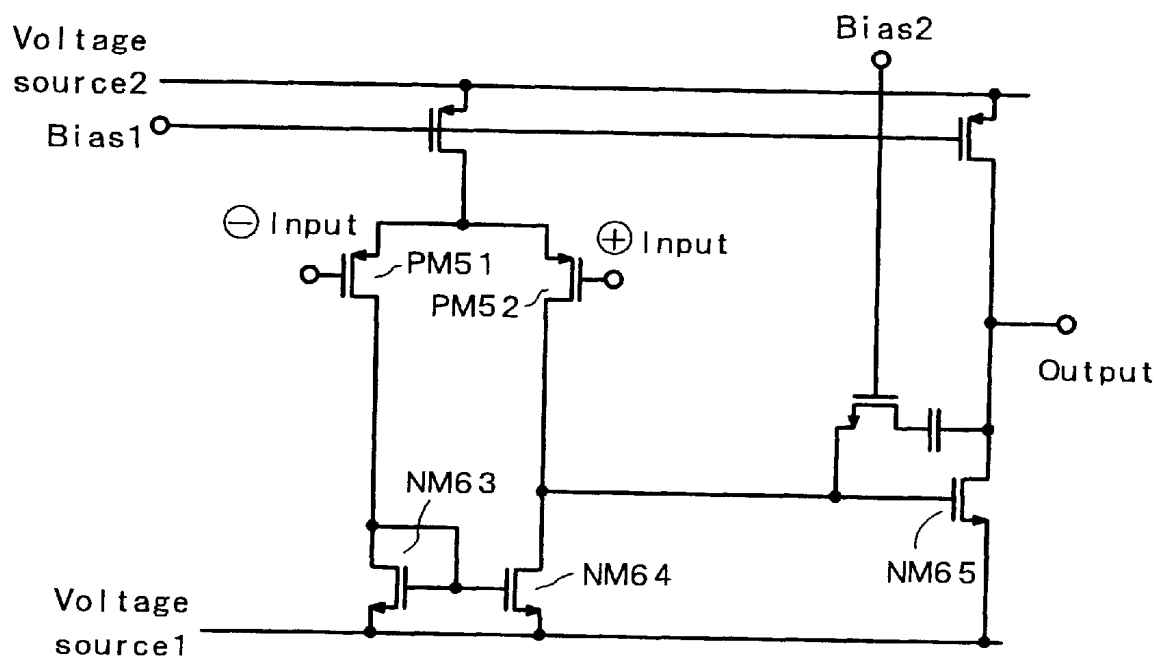 Bias2
Voltage
source2
Bias1
⊖ Input
⊕ Input
PM51
PM52
Output
NM63
NM64
NM65
Voltage
source1